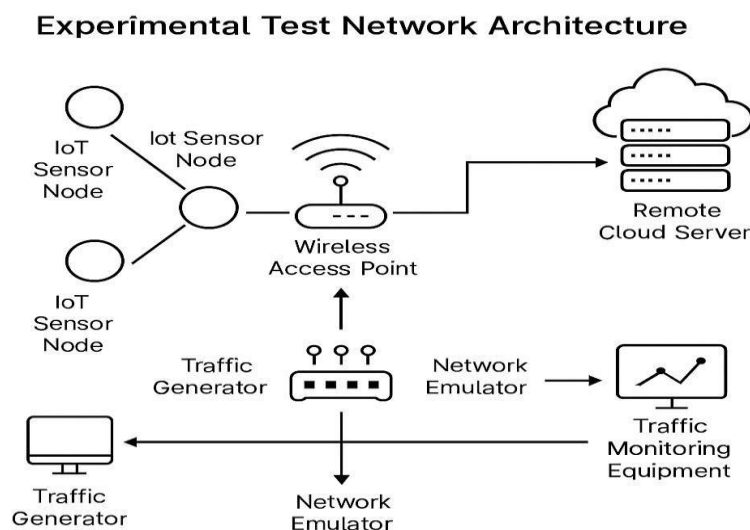 Experîmental Test Network Architecture
IoT
Sensor
Node
Iot Sensor
Node
IoT
Sensor
Node
Wireless
Access Point
Remote
Cloud Server
Traffic
Generator
Network
Emulator
Traffic
Monitoring
Equipment
Traffic
Generator
Network
Emulator